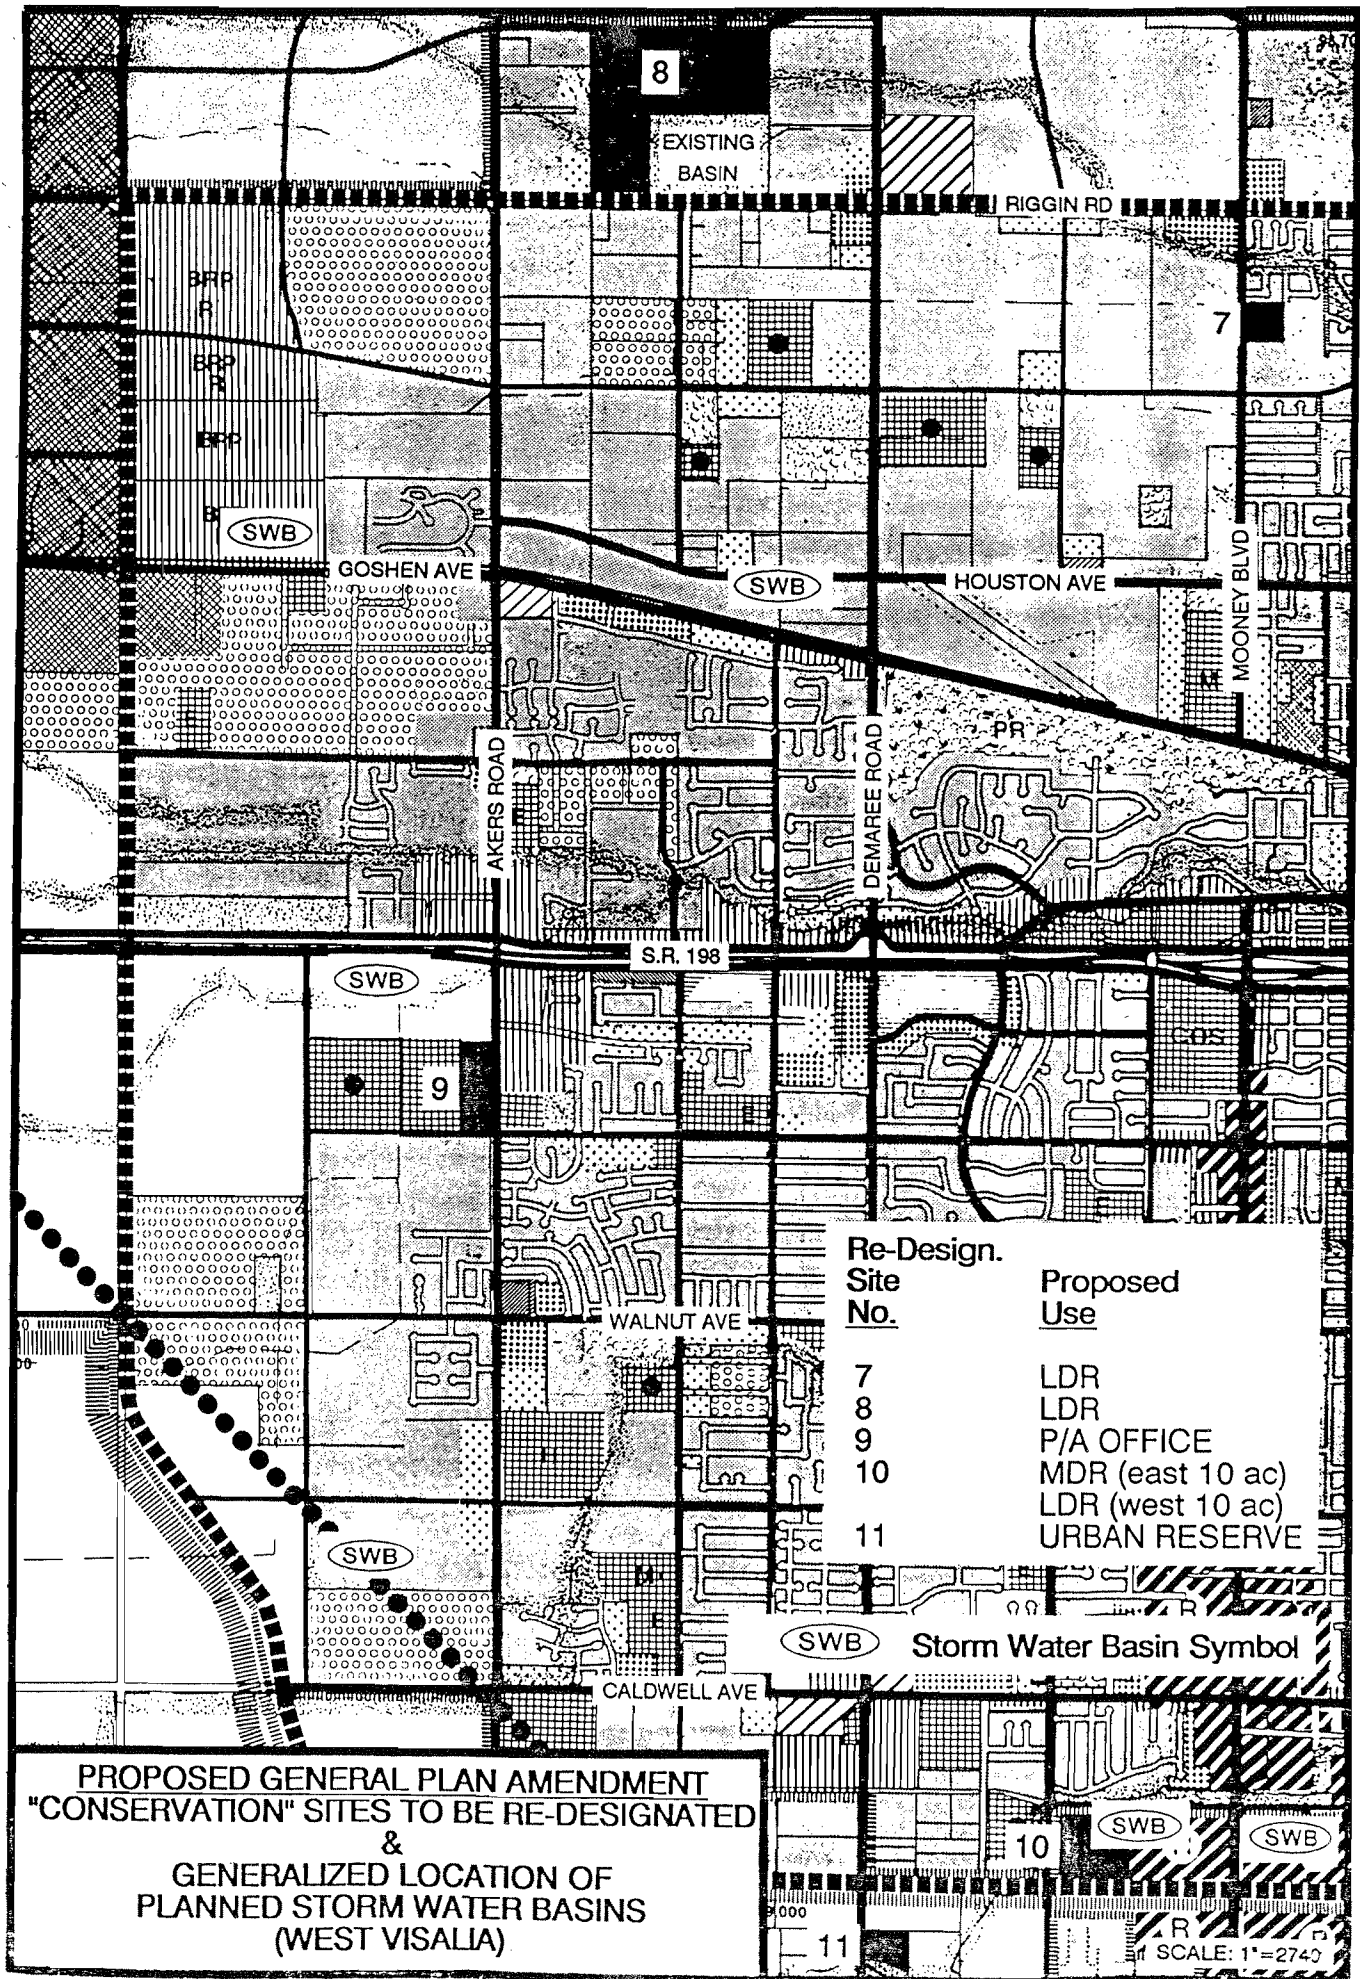 8
EXISTING
BASIN
RIGGIN RD
BRP
R
7
BRP
R
BPP
SWB
GOSHEN AVE
SWB
HOUSTON AVE
MOONEY BLVD
M
PR
AKERS ROAD
E
DEMAREE ROAD
S.R. 198
SWB
COS
9
E
Re-Design.
Site
No.
Proposed
Use
WALNUT AVE
7 LDR
8 LDR
9 P/A OFFICE
10 MDR (east 10 ac)
LDR (west 10 ac)
11 URBAN RESERVE
SWB
M
E
R
SWB Storm Water Basin Symbol
CALDWELL AVE
PROPOSED GENERAL PLAN AMENDMENT
"CONSERVATION" SITES TO BE RE-DESIGNATED
&
GENERALIZED LOCATION OF
PLANNED STORM WATER BASINS
(WEST VISALIA)
10
SWB
SWB
11
R
SCALE: 1"=2740'